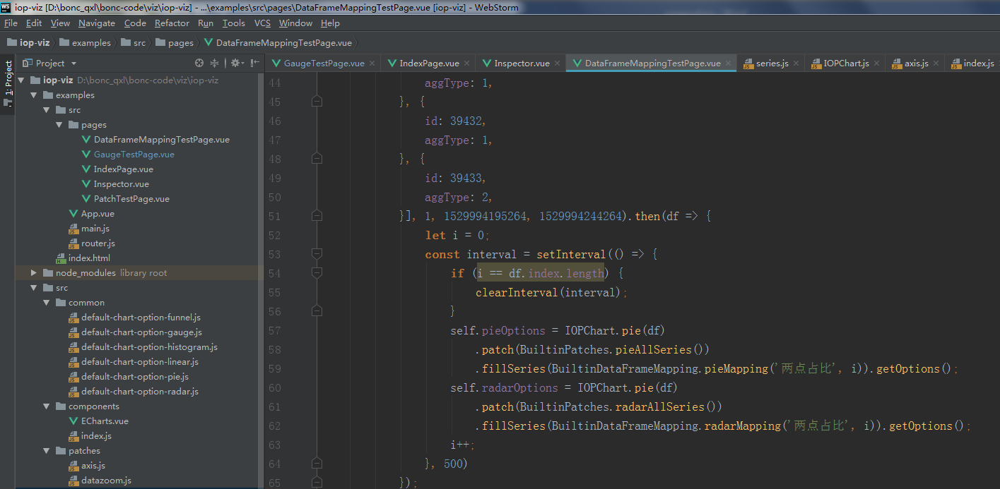 WS iop-viz [D:\bonc_qxl\bonc-code\viz\iop-viz] - ...\examples\src\pages\DataFrameMappingTestPage.vue [iop-viz] - WebStorm
File Edit View Navigate Code Refactor Run Tools VCS Window Help
iop-viz examples src pages DataFrameMappingTestPage.vue
1: Project
Project
iop-viz D:\bonc_qxl\bonc-code\viz\iop-viz
examples
src
pages
DataFrameMappingTestPage.vue
GaugeTestPage.vue
IndexPage.vue
Inspector.vue
PatchTestPage.vue
App.vue
main.js
router.js
index.html
node_modules library root
src
common
default-chart-option-funnel.js
default-chart-option-gauge.js
default-chart-option-histogram.js
default-chart-option-linear.js
default-chart-option-pie.js
default-chart-option-radar.js
components
ECharts.vue
index.js
patches
axis.js
datazoom.js
GaugeTestPage.vue IndexPage.vue Inspector.vue DataFrameMappingTestPage.vue series.js IOPChart.js axis.js index.js
44 aggType: 1,
45 }, {
46 id: 39432,
47 aggType: 1,
48 }, {
49 id: 39433,
50 aggType: 2,
51 }], 1, 1529994195264, 1529994244264).then(df => {
52 let i = 0;
53 const interval = setInterval(() => {
54 if (i == df.index.length) {
55 clearInterval(interval);
56 }
57 self.pieOptions = IOPChart.pie(df)
58 .patch(BuiltinPatches.pieAllSeries())
59 .fillSeries(BuiltinDataFrameMapping.pieMapping('两点占比', i)).getOptions();
60 self.radarOptions = IOPChart.pie(df)
61 .patch(BuiltinPatches.radarAllSeries())
62 .fillSeries(BuiltinDataFrameMapping.radarMapping('两点占比', i)).getOptions();
63 i++;
64 }, 500)
65 });